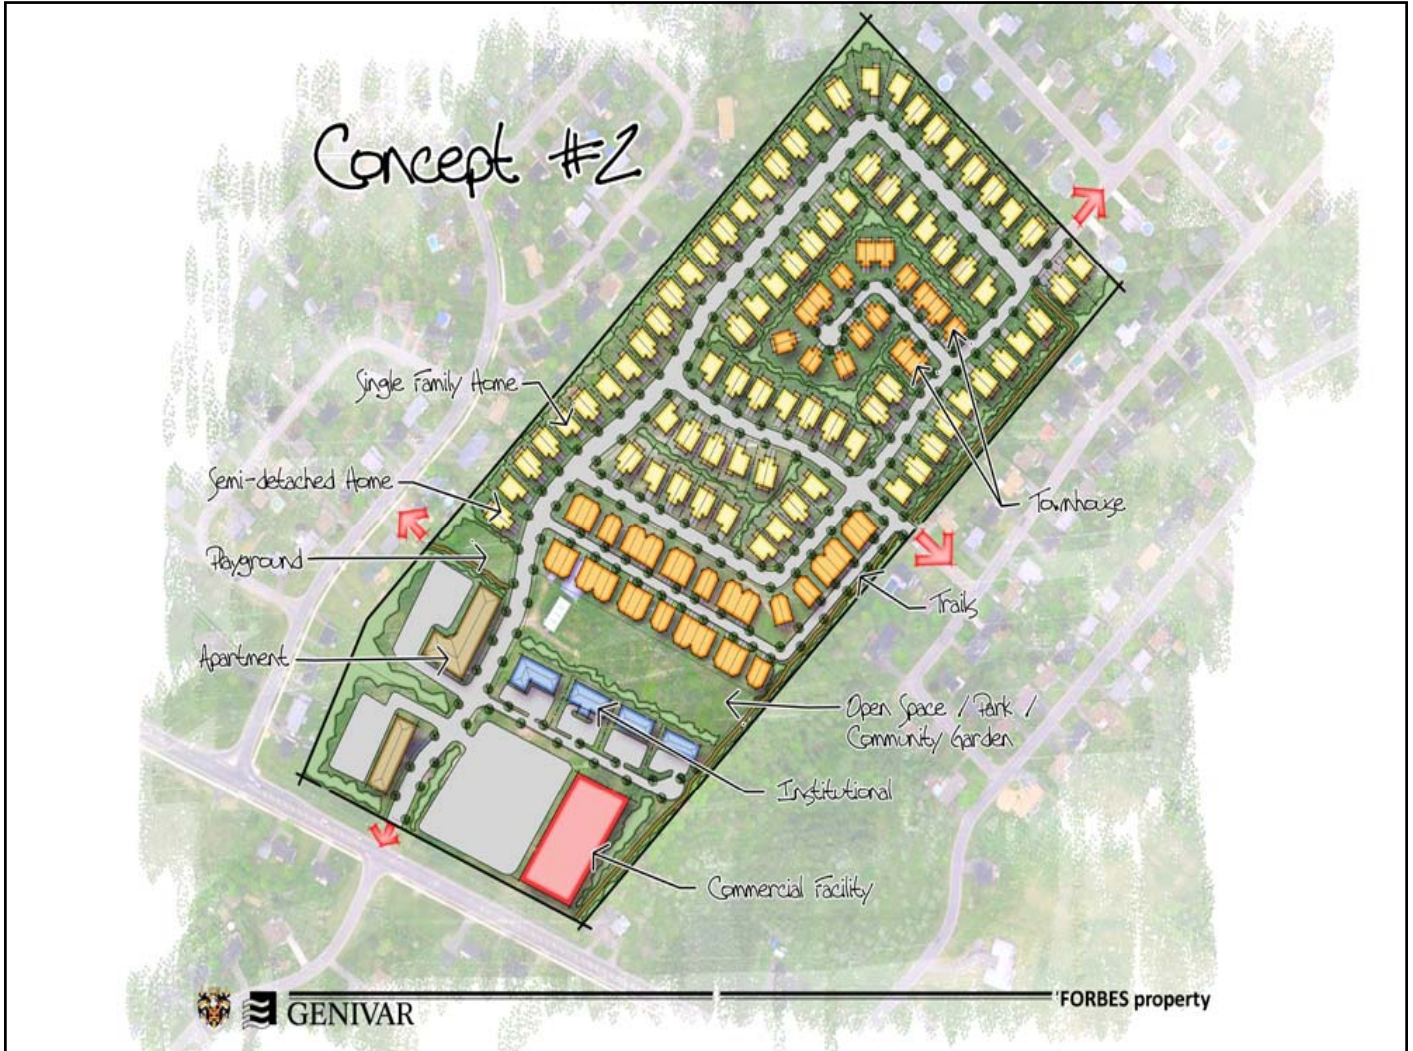 Concept #2
Single Family Home
Semi-detached Home
Playground
Apartment
Townhouse
Trails
Open Space / Park /
Community Garden
Institutional
Commercial Facility
GENIVAR
FORBES property